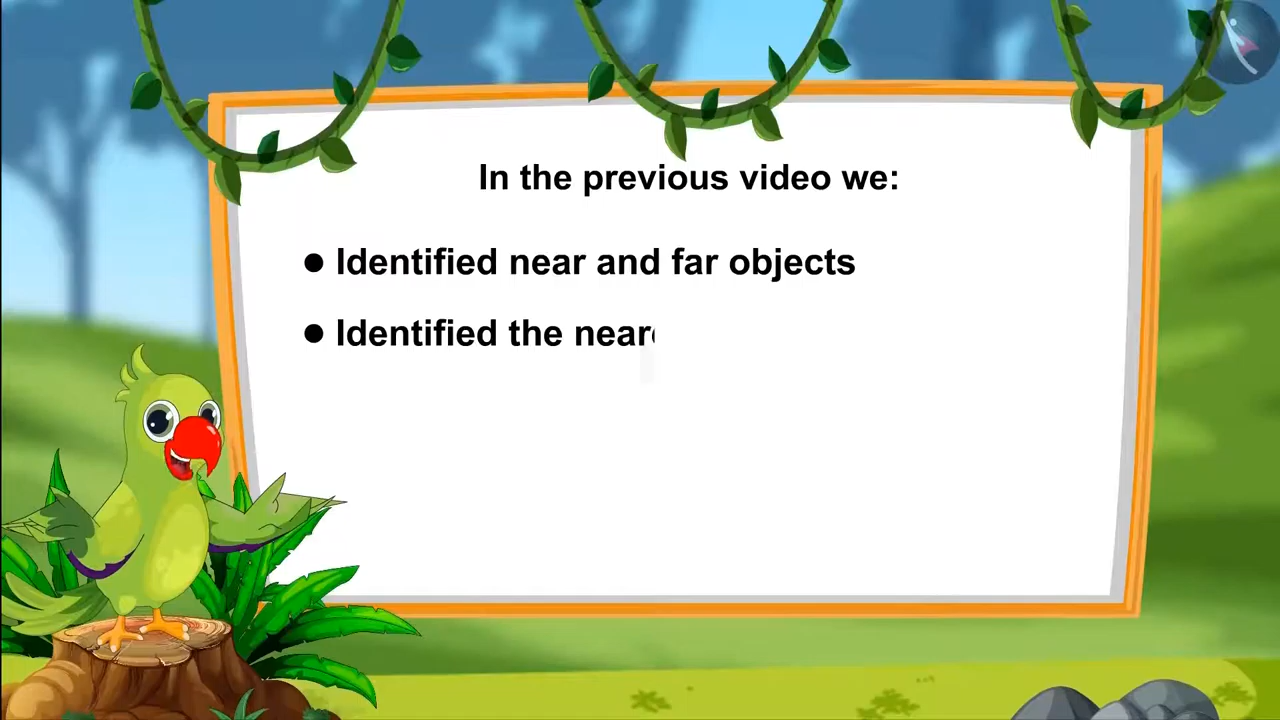 In the previous video we:
● Identified near and far objects
● Identified the near